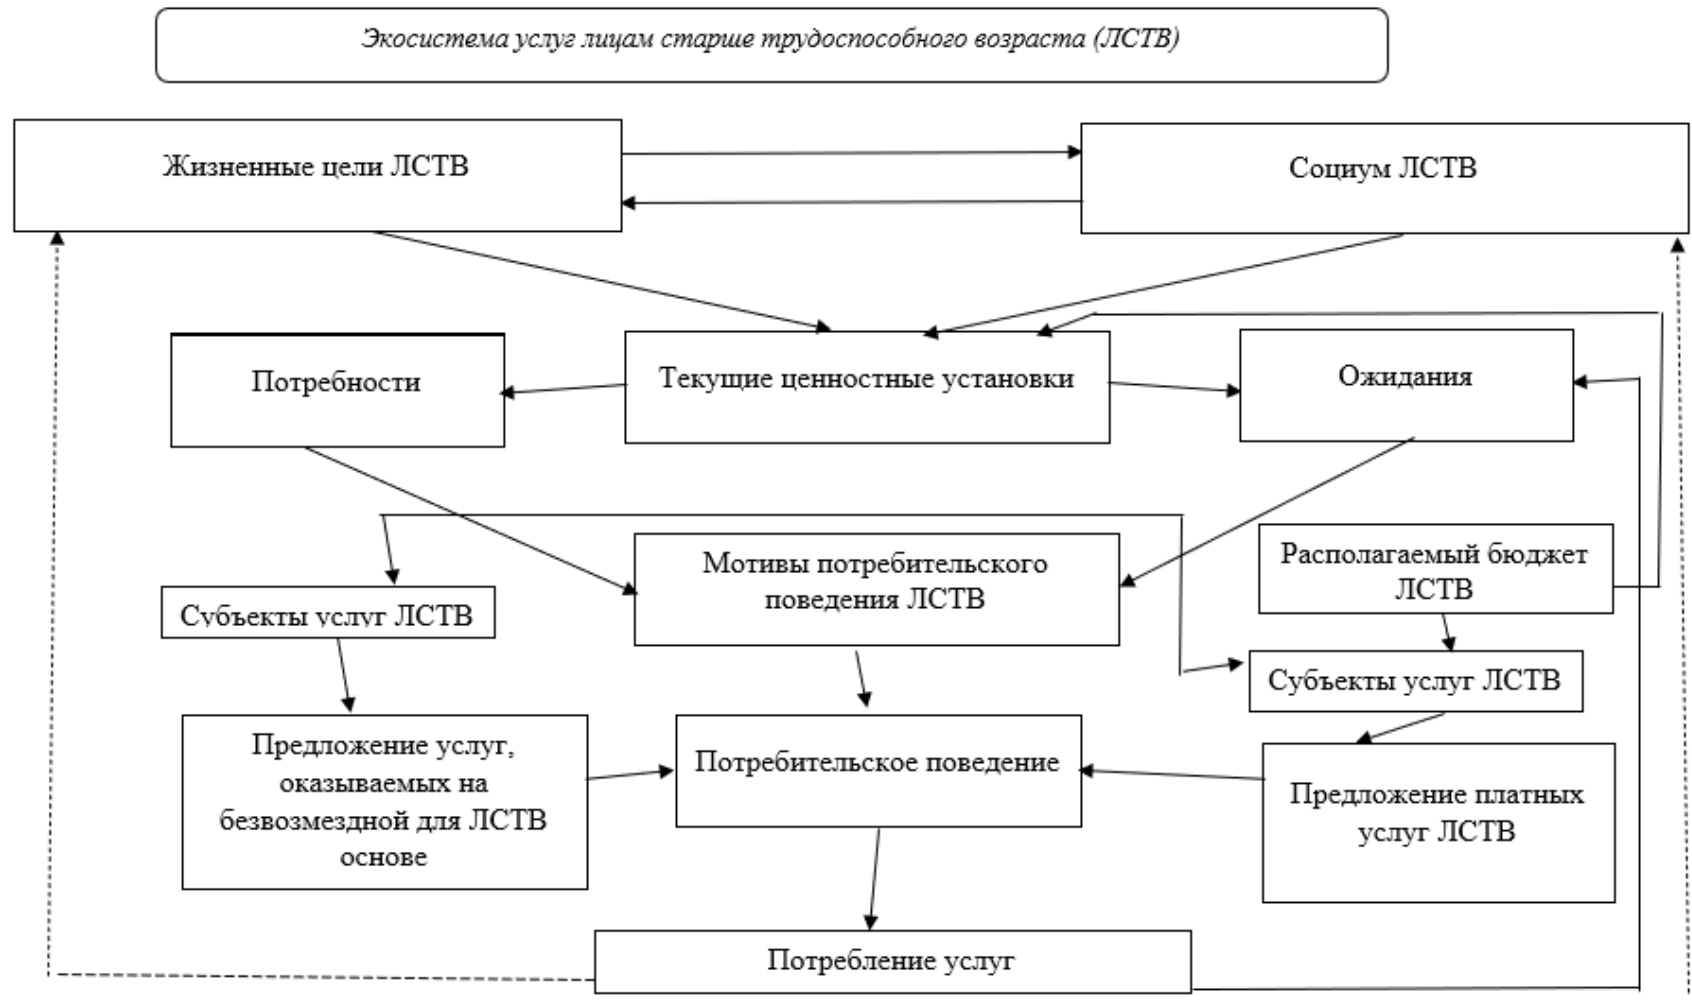 Экосистема услуг лицам старше трудоспособного возраста (ЛСТВ)
Жизненные цели ЛСТВ
Социум ЛСТВ
Потребности
Текущие ценностные установки
Ожидания
Мотивы потребительского
поведения ЛСТВ
Располагаемый бюджет
ЛСТВ
Субъекты услуг ЛСТВ
Субъекты услуг ЛСТВ
Предложение услуг,
оказываемых на
безвозмездной для ЛСТВ
основе
Потребительское поведение
Предложение платных
услуг ЛСТВ
Потребление услуг